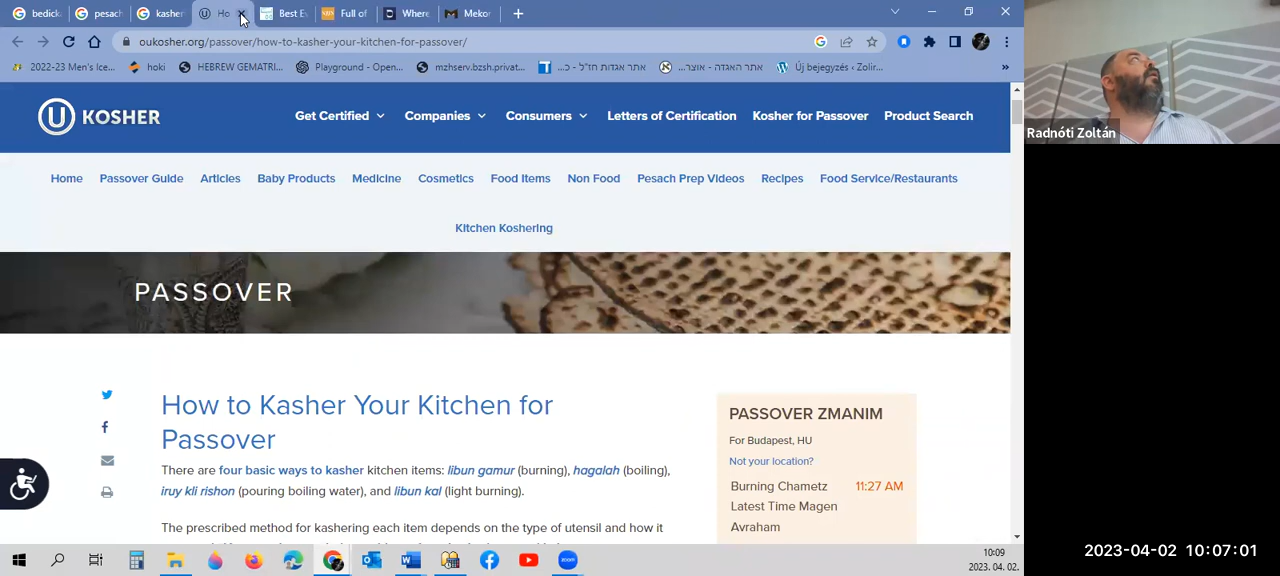 bedick
pesach
kasher
Ho
Best E
Full of
Where
Mekor
oukosher.org/passover/how-to-kasher-your-kitchen-for-passover/
2022-23 Men's Ice...
hoki
HEBREW GEMATRI...
Playground - Open...
mzhserv.bzsh.privat...
אתר אגדות חז"ל - כ...
אתר האגדה - אוצר...
Új bejegyzés ‹ Zolir...
Radnóti Zoltán
U KOSHER
Get Certified
Companies
Consumers
Letters of Certification
Kosher for Passover
Product Search
Home
Passover Guide
Articles
Baby Products
Medicine
Cosmetics
Food Items
Non Food
Pesach Prep Videos
Recipes
Food Service/Restaurants
Kitchen Koshering
PASSOVER
How to Kasher Your Kitchen for
Passover
There are four basic ways to kasher kitchen items: libun gamur (burning), hagalah (boiling),
iruy kli rishon (pouring boiling water), and libun kal (light burning).
The prescribed method for kashering each item depends on the type of utensil and how it
PASSOVER ZMANIM
For Budapest, HU
Not your location?
Burning Chametz 11:27 AM
Latest Time Magen
Avraham
zoom
10:09
2023. 04. 02.
2023-04-02 10:07:01